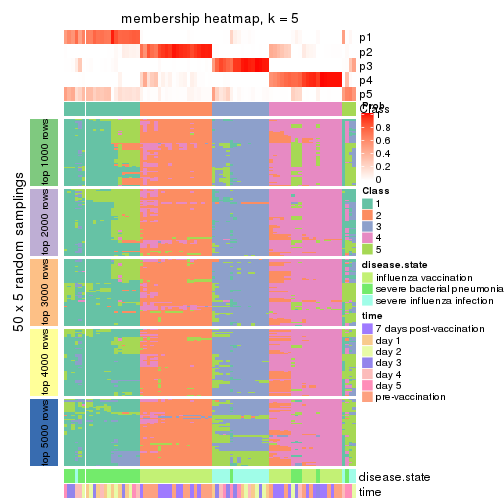 membership heatmap, k = 5
p1
p2
p3
p4
p5
Class
Prob
1
0.8
0.6
0.4
0.2
0
Class
1
2
3
4
5
disease.state
influenza vaccination
severe bacterial pneumonia
severe influenza infection
time
7 days post-vaccination
day 1
day 2
day 3
day 4
day 5
pre-vaccination
50 x 5 random samplings
top 1000 rows
top 2000 rows
top 3000 rows
top 4000 rows
top 5000 rows
disease.state
time